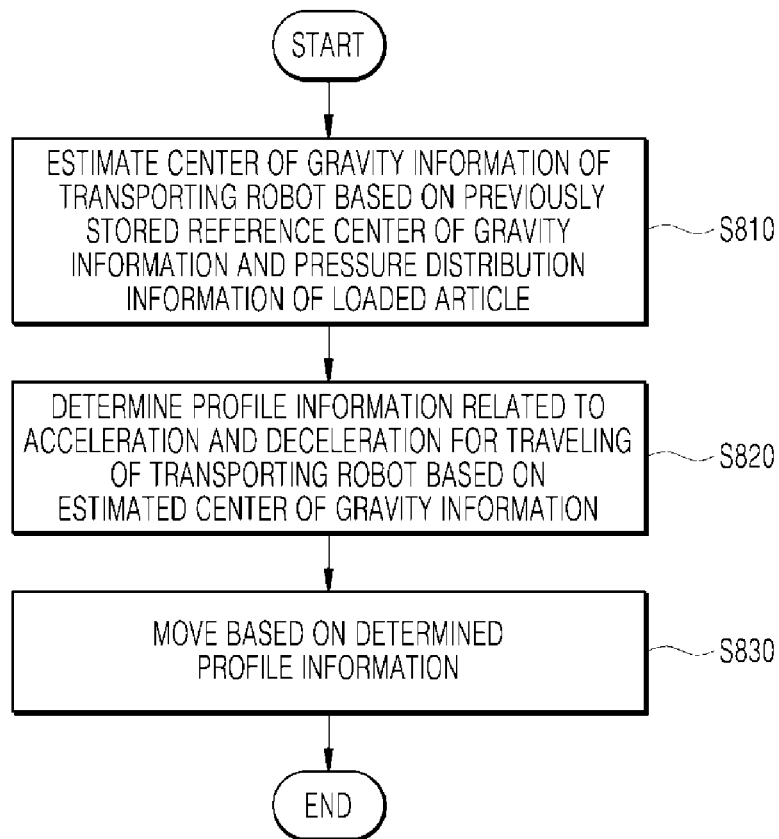 START
ESTIMATE CENTER OF GRAVITY INFORMATION OF
TRANSPORTING ROBOT BASED ON PREVIOUSLY
STORED REFERENCE CENTER OF GRAVITY
INFORMATION AND PRESSURE DISTRIBUTION
INFORMATION OF LOADED ARTICLE
S810
DETERMINE PROFILE INFORMATION RELATED TO
ACCELERATION AND DECELERATION FOR TRAVELING
OF TRANSPORTING ROBOT BASED ON
ESTIMATED CENTER OF GRAVITY INFORMATION
S820
MOVE BASED ON DETERMINED
PROFILE INFORMATION
S830
END